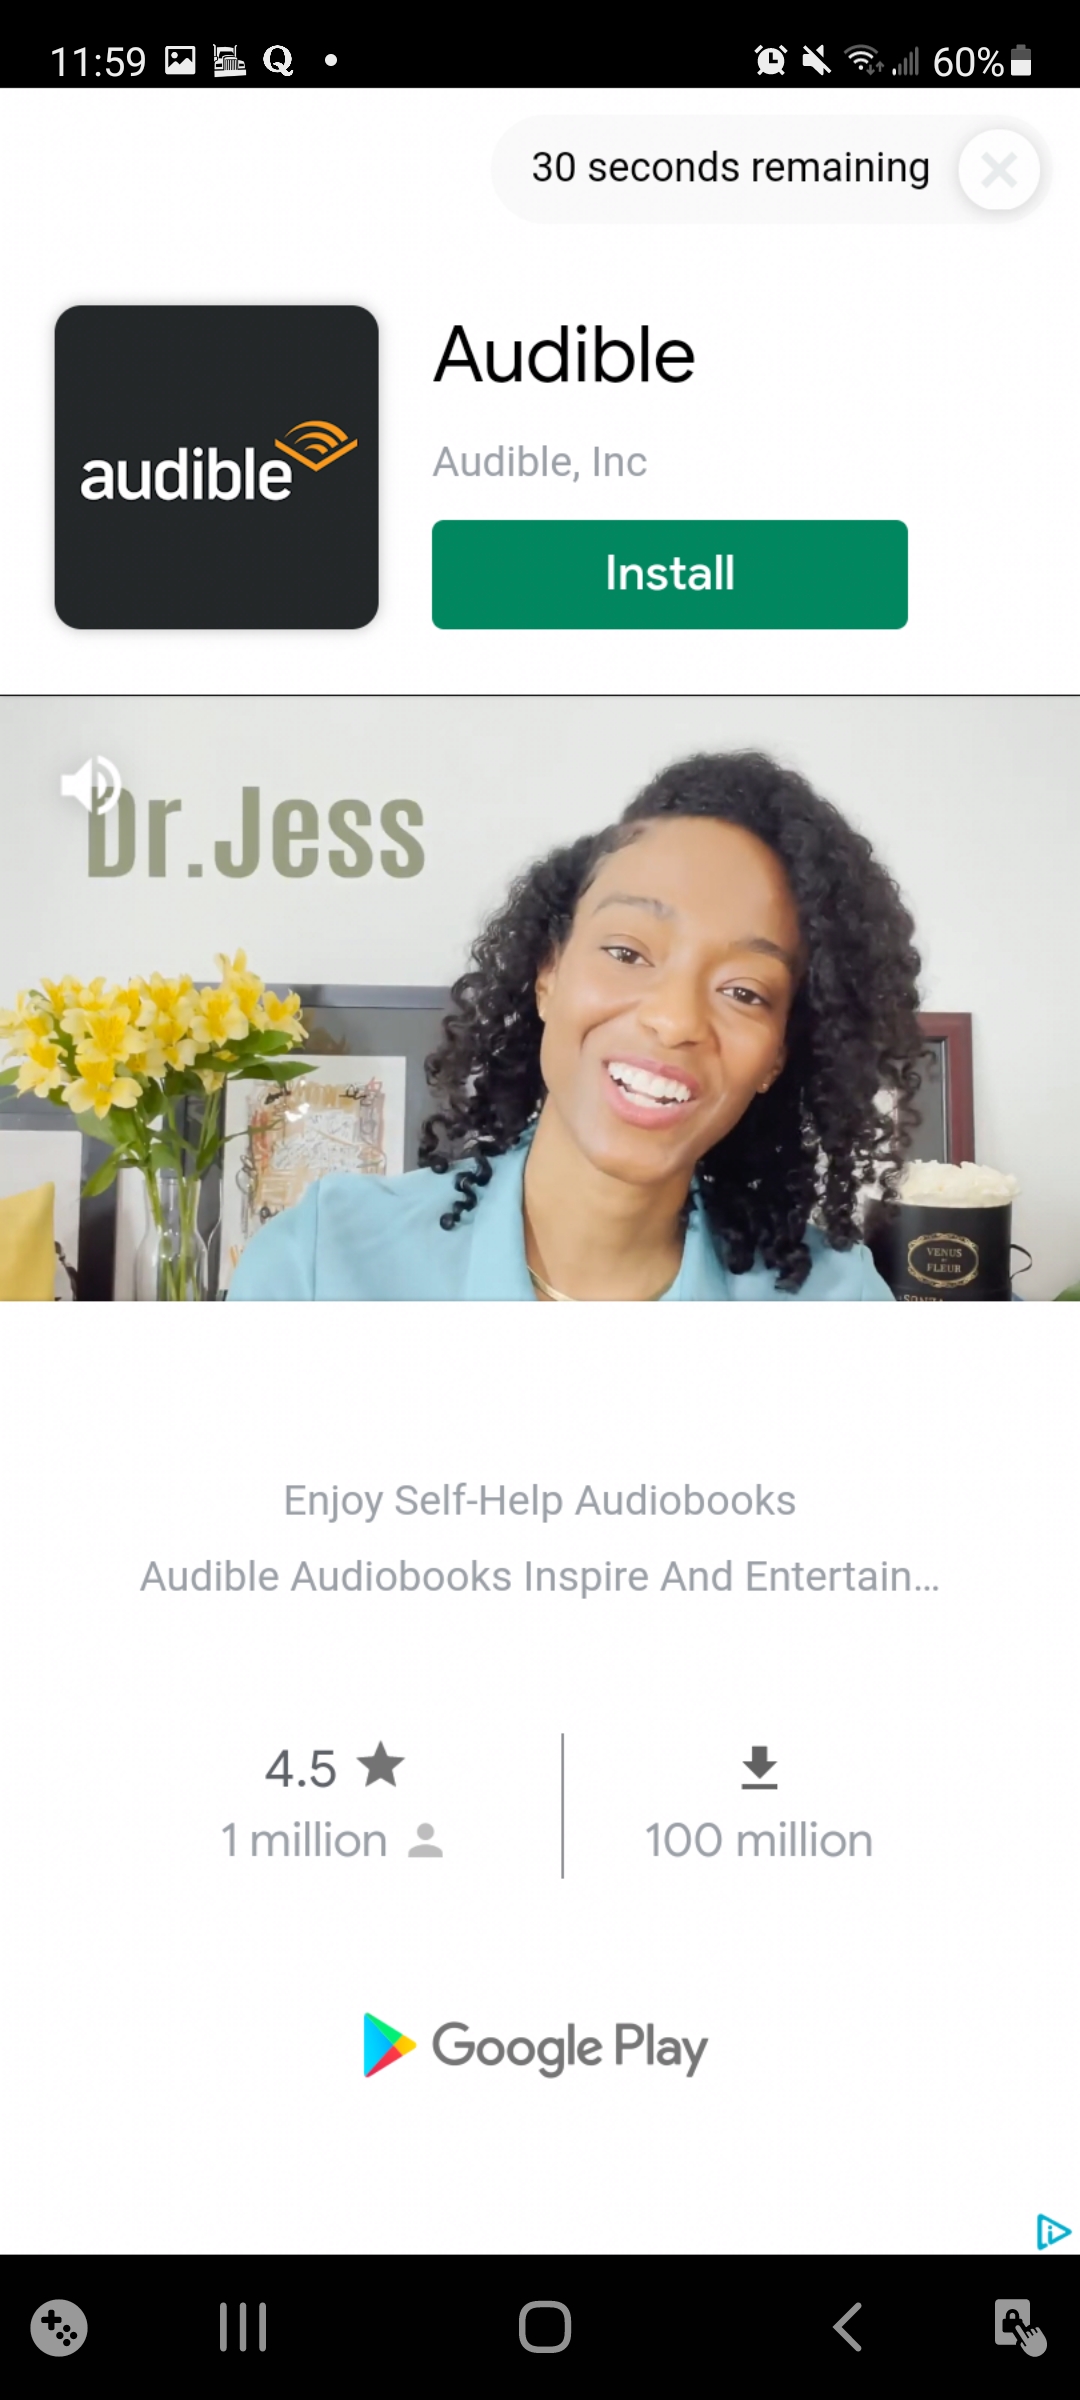 11:59
60%
30 seconds remaining
audible
Audible
Audible, Inc
Install
Dr.Jess
VENUS
ET
FLEUR
Enjoy Self-Help Audiobooks
Audible Audiobooks Inspire And Entertain...
4.5
1 million
100 million
Google Play